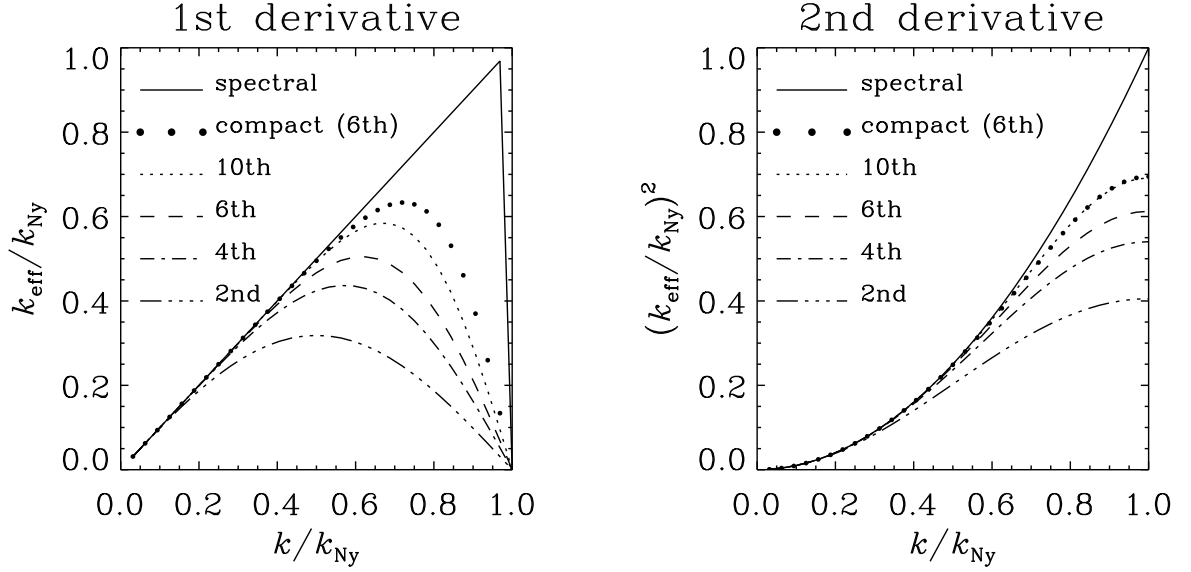 1st derivative
k_eff/k_Ny
1.0
0.8
0.6
0.4
0.2
0.0
spectral
compact (6th)
10th
6th
4th
2nd
0.0 0.2 0.4 0.6 0.8 1.0
k/k_Ny
2nd derivative
(k_eff/k_Ny)^2
1.0
0.8
0.6
0.4
0.2
0.0
spectral
compact (6th)
10th
6th
4th
2nd
0.0 0.2 0.4 0.6 0.8 1.0
k/k_Ny